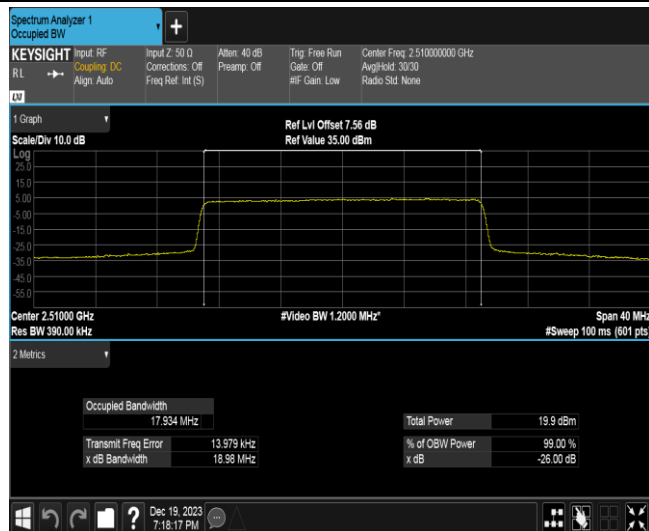 Spectrum Analyzer 1
Occupied BW
+
KEYSIGHT
RL
LXI
Input: RF
Coupling: DC
Align: Auto
Input Z: 50 Ω
Corrections: Off
Freq Ref: Int (S)
Atten: 40 dB
Preamp: Off
Trig: Free Run
Gate: Off
#IF Gain: Low
Center Freq: 2.510000000 GHz
Avg|Hold: 30/30
Radio Std: None
1 Graph
Scale/Div 10.0 dB
Ref Lvl Offset 7.56 dB
Ref Value 35.00 dBm
Log
25.0
15.0
5.00
-5.00
-15.0
-25.0
-35.0
-45.0
-55.0
Center 2.51000 GHz
#Video BW 1.2000 MHz*
Span 40 MHz
Res BW 390.00 kHz
#Sweep 100 ms (601 pts)
2 Metrics
Occupied Bandwidth
17.934 MHz
Total Power 19.9 dBm
Transmit Freq Error 13.979 kHz
% of OBW Power 99.00 %
x dB Bandwidth 18.98 MHz
x dB -26.00 dB
?
Dec 19, 2023
7:18:17 PM